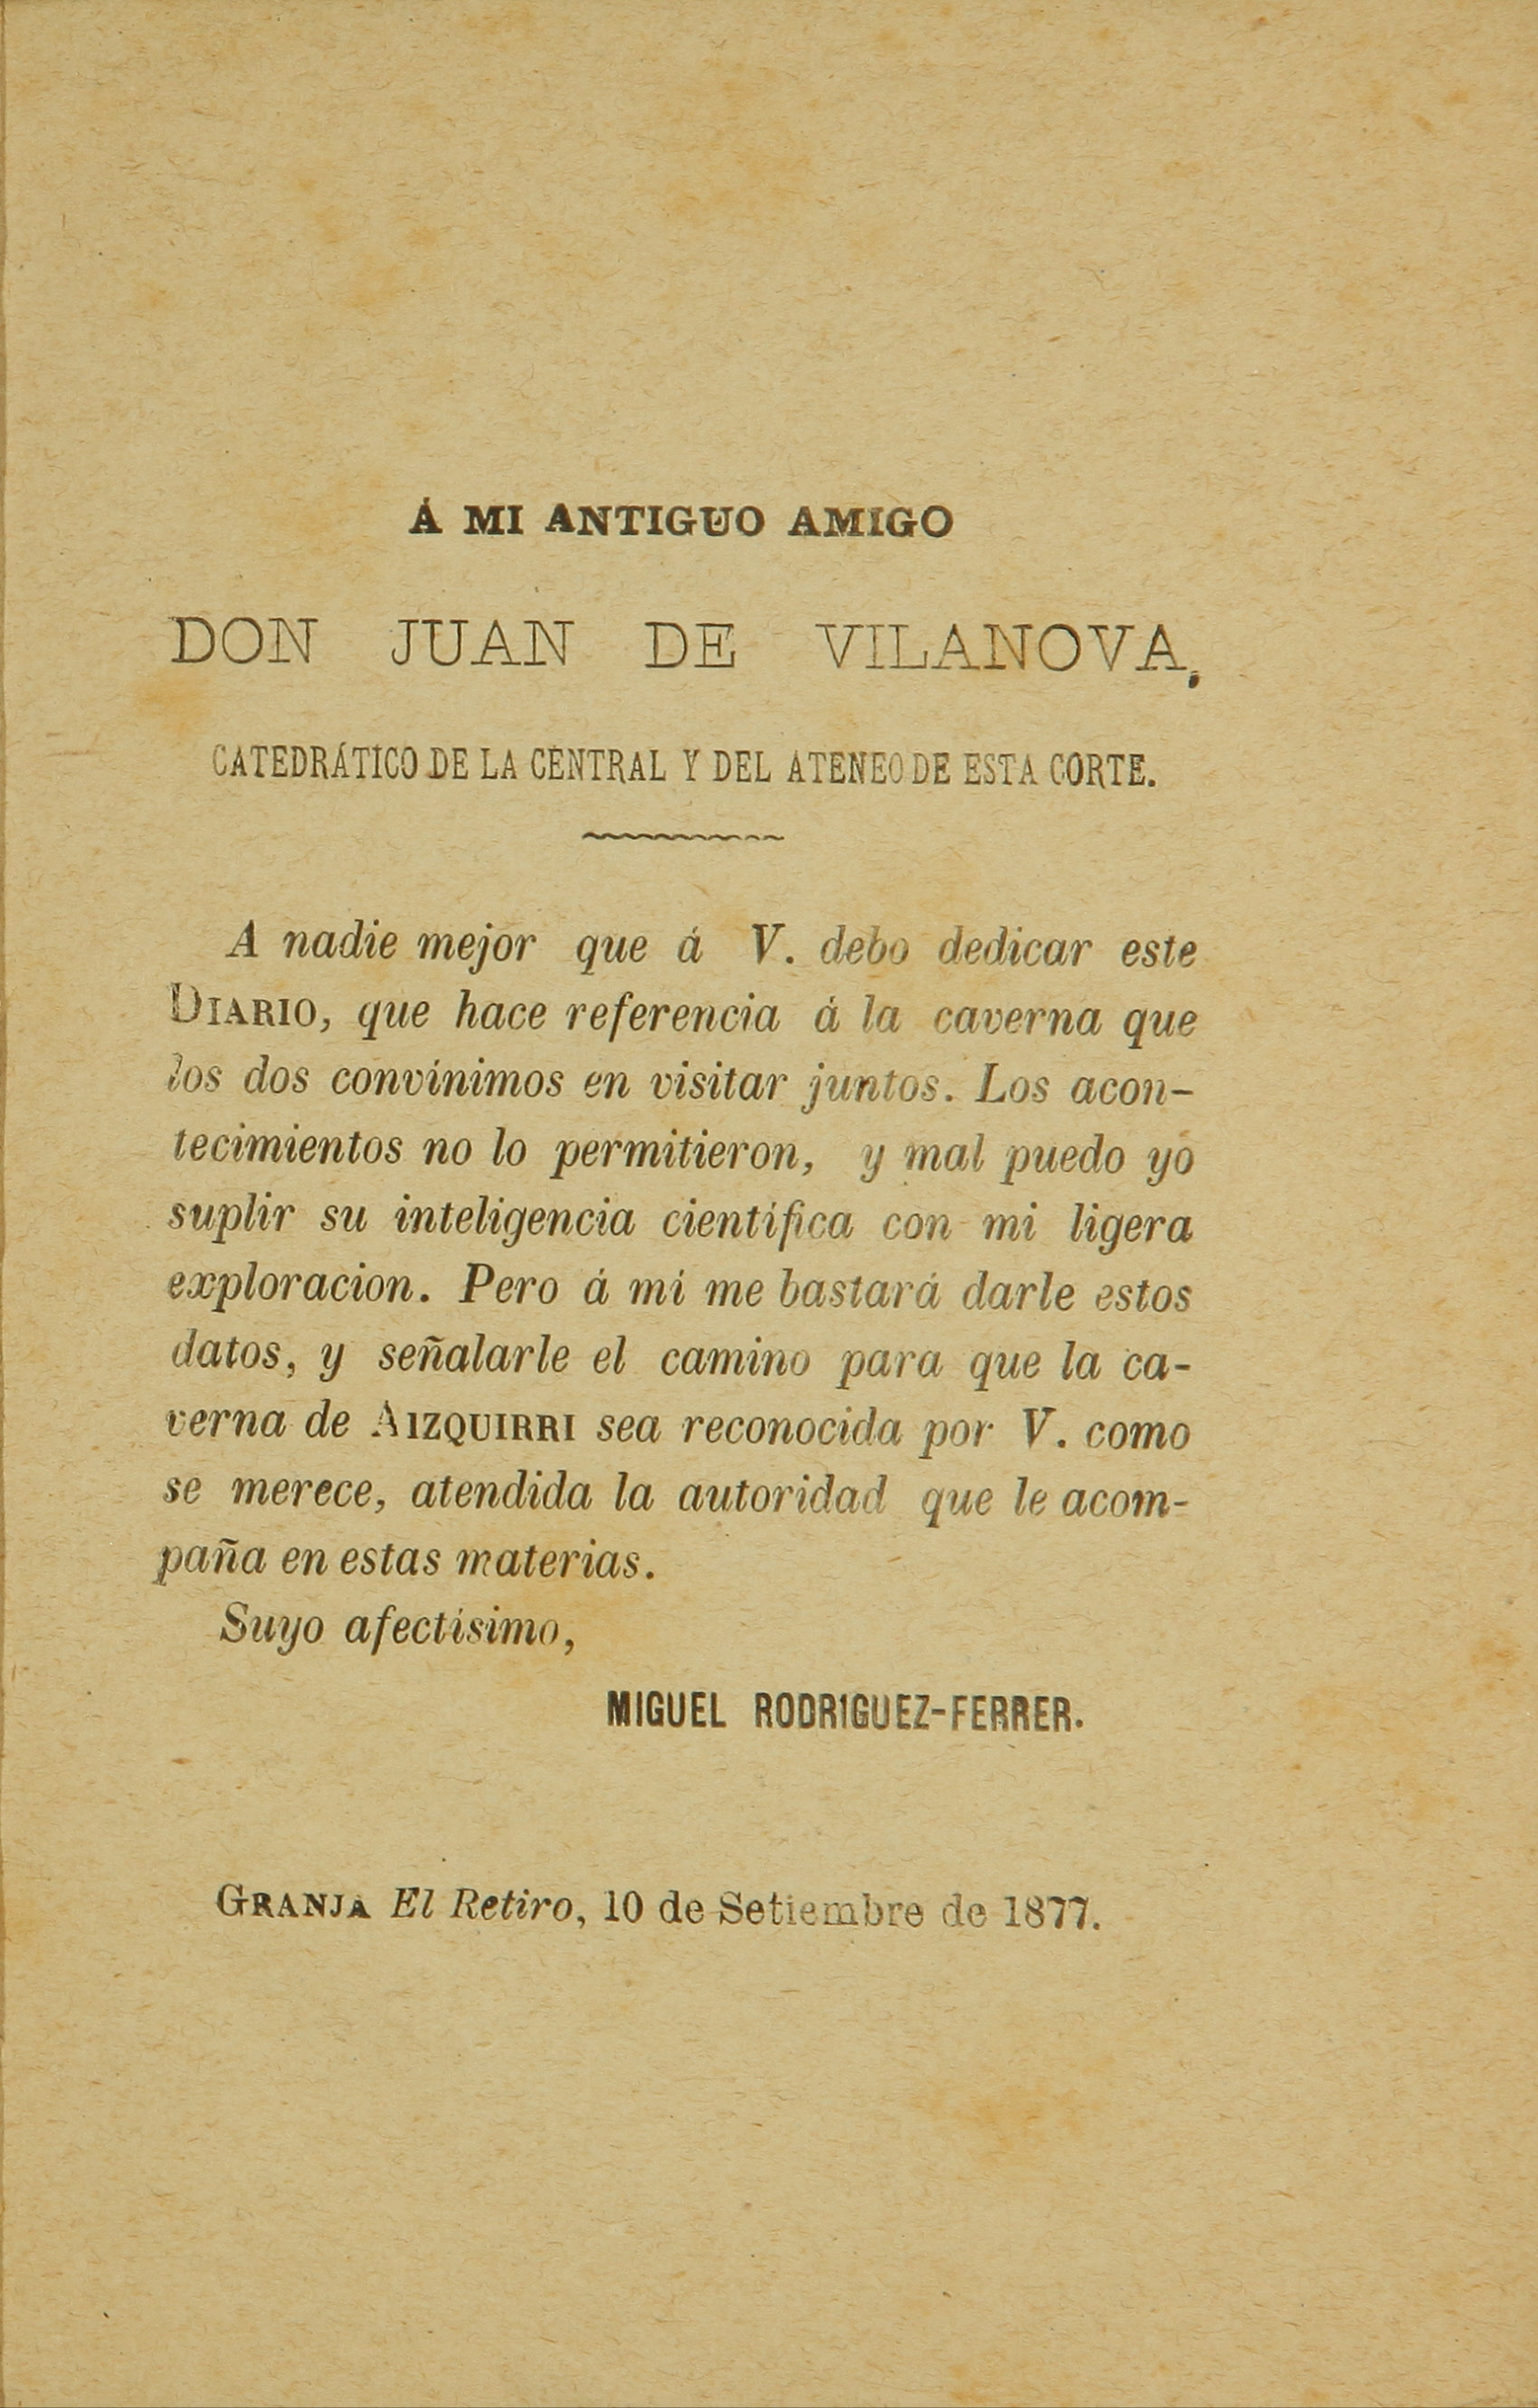 Á MI ANTIGUO AMIGO
DON JUAN DE VILANOVA,
CATEDRÁTICO DE LA CENTRAL Y DEL ATENEO DE ESTA CORTE.
A nadie mejor que á V. debo dedicar este
DIARIO, que hace referencia á la caverna que
los dos convínimos en visitar juntos. Los acon-
tecimientos no lo permitieron, y mal puedo yo
suplir su inteligencia científica con mi ligera
exploracion. Pero á mí me bastará darle estos
datos, y señalarle el camino para que la ca-
verna de AIZQUIRRI sea reconocida por V. como
se merece, atendida la autoridad que le acom-
paña en estas materias.
Suyo afectísimo,
MIGUEL RODRIGUEZ-FERRER.
GRANJA El Retiro, 10 de Setiembre de 1877.